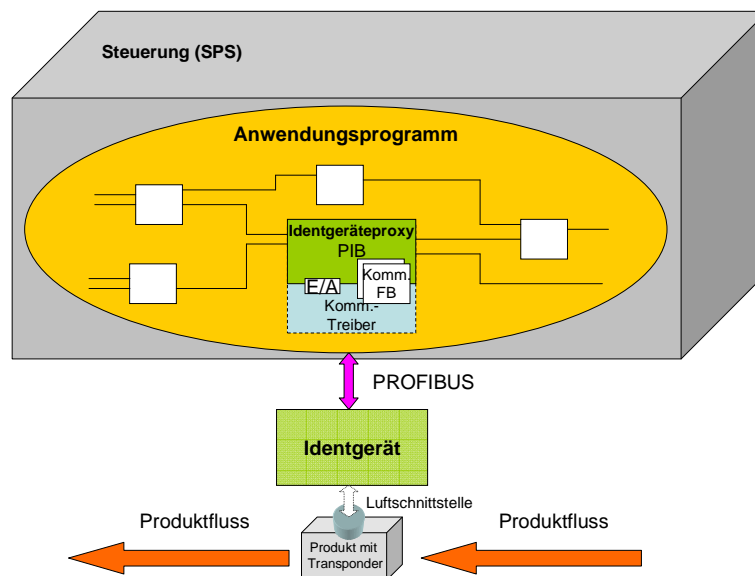 Steuerung (SPS)
Anwendungsprogramm
Identgeräteproxy
PIB
E/A
Komm.
FB
Komm.-
Treiber
PROFIBUS
Identgerät
Luftschnittstelle
Produktfluss
Produktfluss
Produkt mit
Transponder